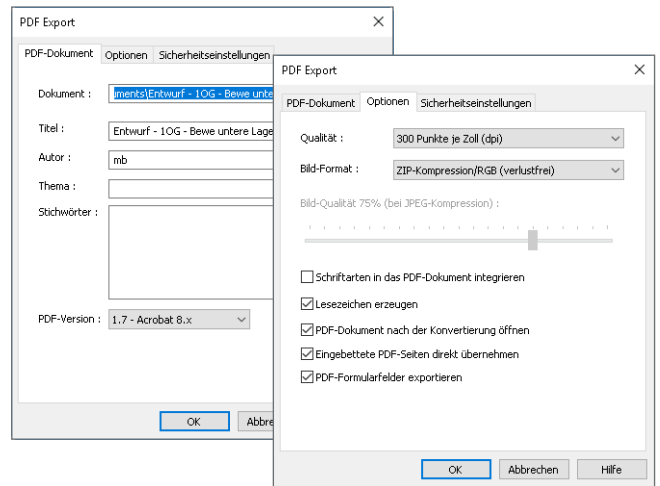 PDF Export
PDF-Dokument Optionen Sicherheitseinstellungen
Dokument : uments\Entwurf - 1OG - Bewe unte
Titel : Entwurf - 1OG - Bewe untere Lage
Autor : mb
Thema :
Stichwörter :
PDF-Version : 1.7 - Acrobat 8.x
OK
PDF Export
PDF-Dokument Optionen Sicherheitseinstellungen
Qualität : 300 Punkte je Zoll (dpi)
Bild-Format : ZIP-Kompression/RGB (verlustfrei)
Bild-Qualität 75% (bei JPEG-Kompression) :
Schriftarten in das PDF-Dokument integrieren
Lesezeichen erzeugen
PDF-Dokument nach der Konvertierung öffnen
Eingebettete PDF-Seiten direkt übernehmen
PDF-Formularfelder exportieren
OK Abbrechen Hilfe